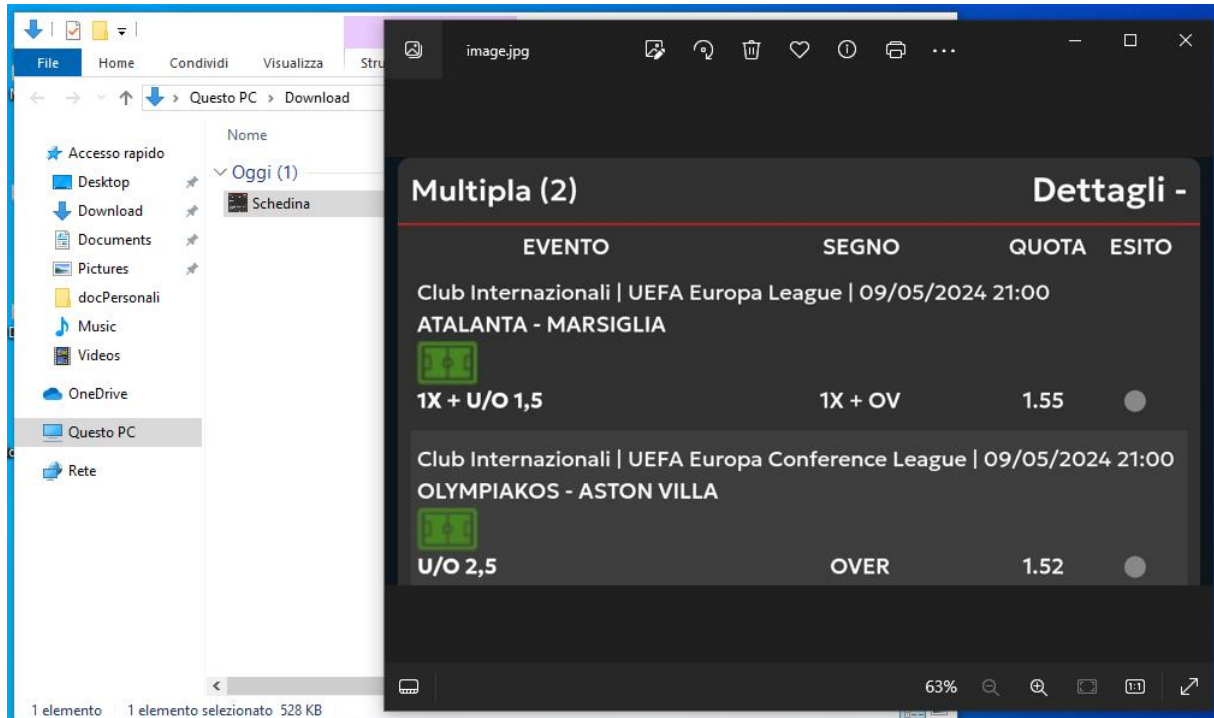 File Home Condividi Visualizza Stru
Questo PC > Download
Accesso rapido
Desktop
Download
Documents
Pictures
docPersonali
Music
Videos
OneDrive
Questo PC
Rete
Nome
Oggi (1)
Schedina
1 elemento 1 elemento selezionato 528 KB
image.jpg
Multipla (2) Dettagli -
EVENTO SEGNO QUOTA ESITO
Club Internazionali | UEFA Europa League | 09/05/2024 21:00
ATALANTA - MARSIGLIA
1X + U/O 1,5 1X + OV 1.55
Club Internazionali | UEFA Europa Conference League | 09/05/2024 21:00
OLYMPIAKOS - ASTON VILLA
U/O 2,5 OVER 1.52
63% 1:1